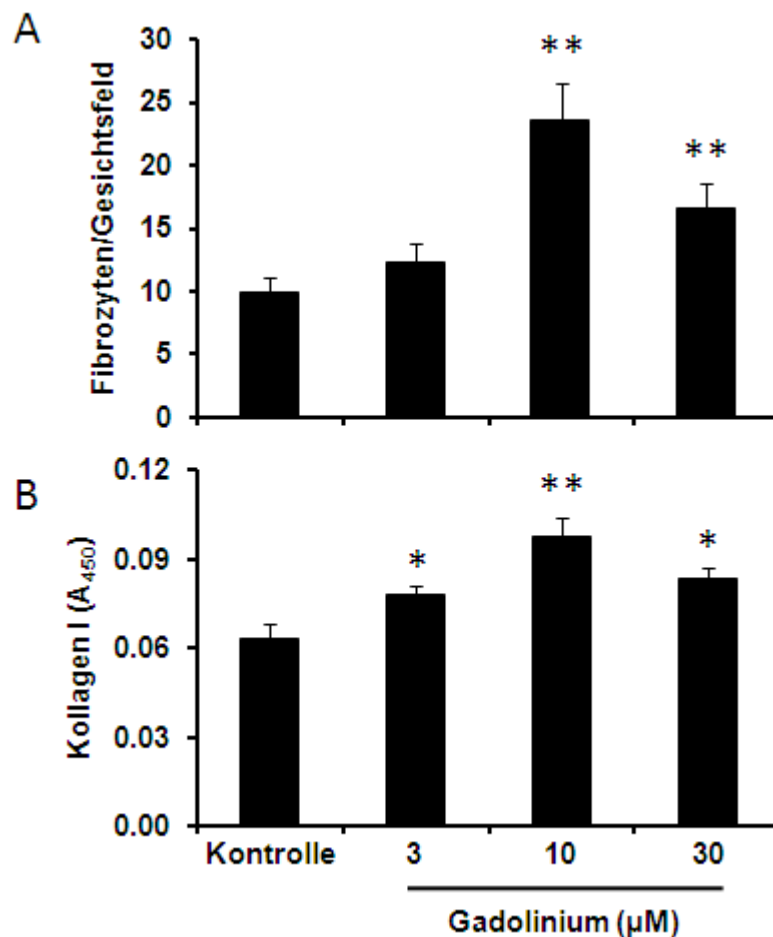 A
Fibrozyten/Gesichtsfeld
30
25
20
15
10
5
0
**
**
B
Kollagen I (A₄₅₀)
0.12
0.09
0.06
0.03
0.00
*
**
*
Kontrolle 3 10 30
Gadolinium (µM)